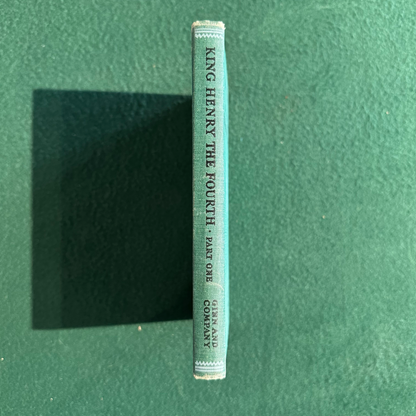 KING HENRY THE FOURTH · PART ONE
GINN AND
COMPANY